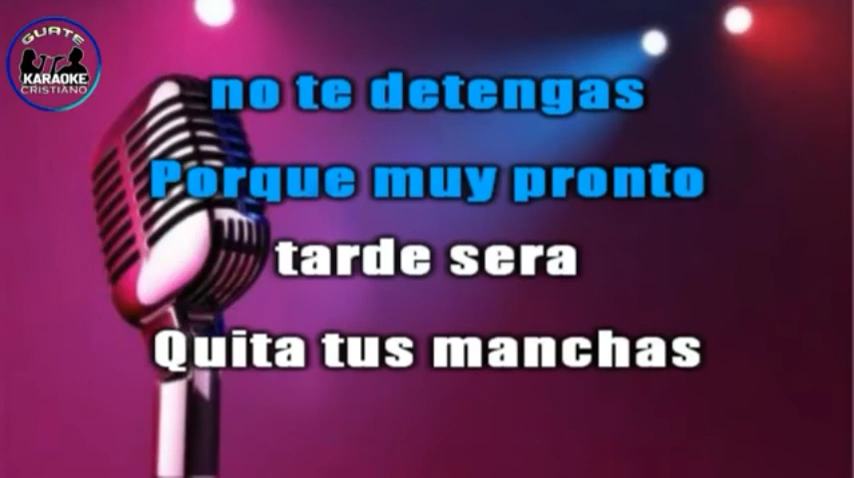 GUATE
KARAOKE
CRISTIANO
no te detengas
Porque muy pronto
tarde sera
Quita tus manchas